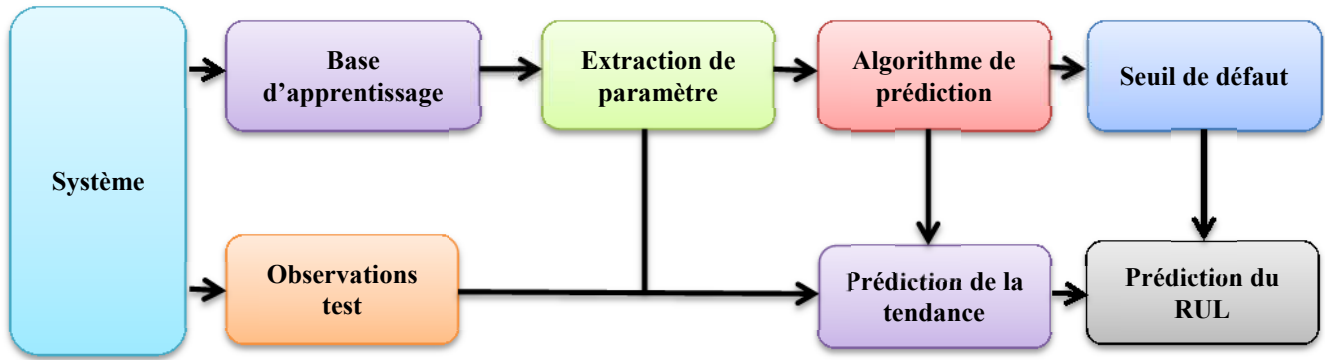 Système
Base
d’apprentissage
Extraction de
paramètre
Algorithme de
prédiction
Seuil de défaut
Observations
test
Prédiction de la
tendance
Prédiction du
RUL